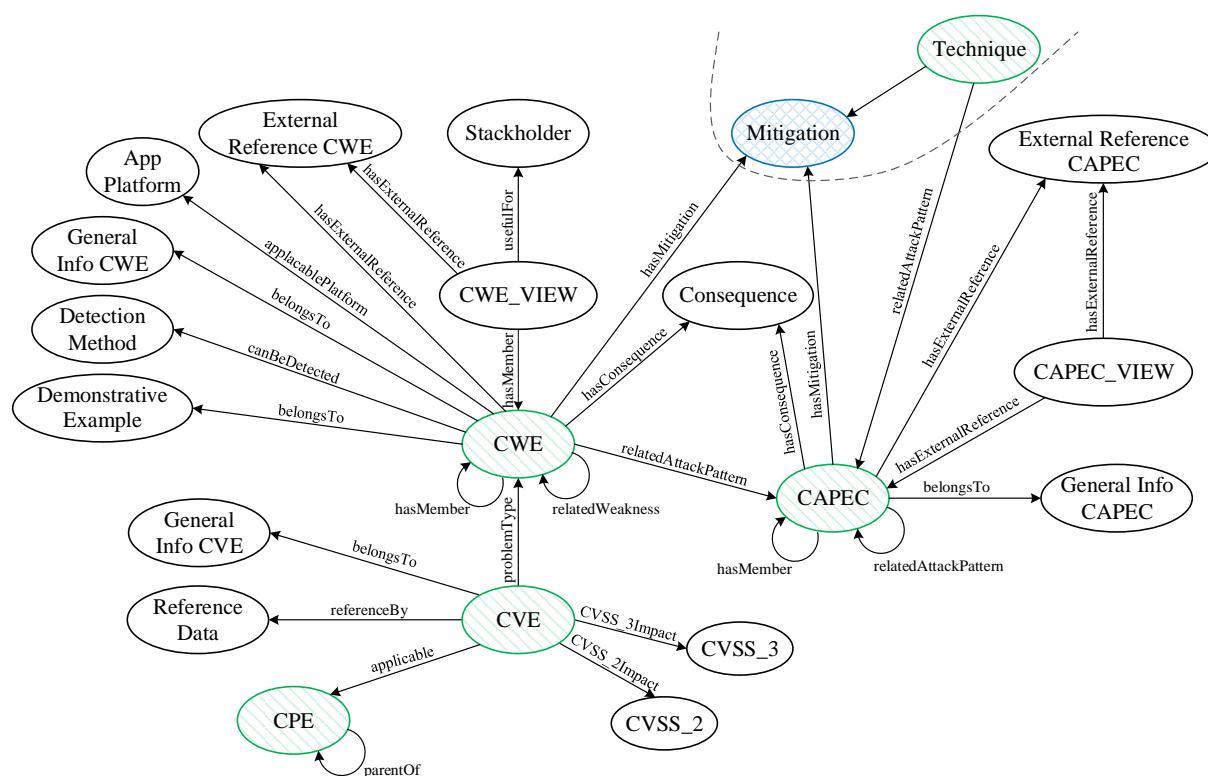 Technique
Mitigation
External
Reference CWE
Stackholder
External Reference
CAPEC
App
Platform
hasExternalReference
hasExternalReference
usefulFor
hasMitigation
relatedAttackPattern
hasExternalReference
General
Info CWE
applacablePlatform
CWE_VIEW
Consequence
hasExternalReference
belongsTo
Detection
Method
canBeDetected
hasMember
hasConsequence
hasMitigation
hasConsequence
CAPEC_VIEW
Demonstrative
Example
belongsTo
CWE
relatedAttackPattern
hasExternalReference
hasMember
relatedWeakness
CAPEC
belongsTo
General Info
CAPEC
hasMember
relatedAttackPattern
General
Info CVE
belongsTo
problemType
Reference
Data
referenceBy
CVE
CVSS_3Impact
CVSS_3
applicable
CVSS_2Impact
CPE
CVSS_2
parentOf